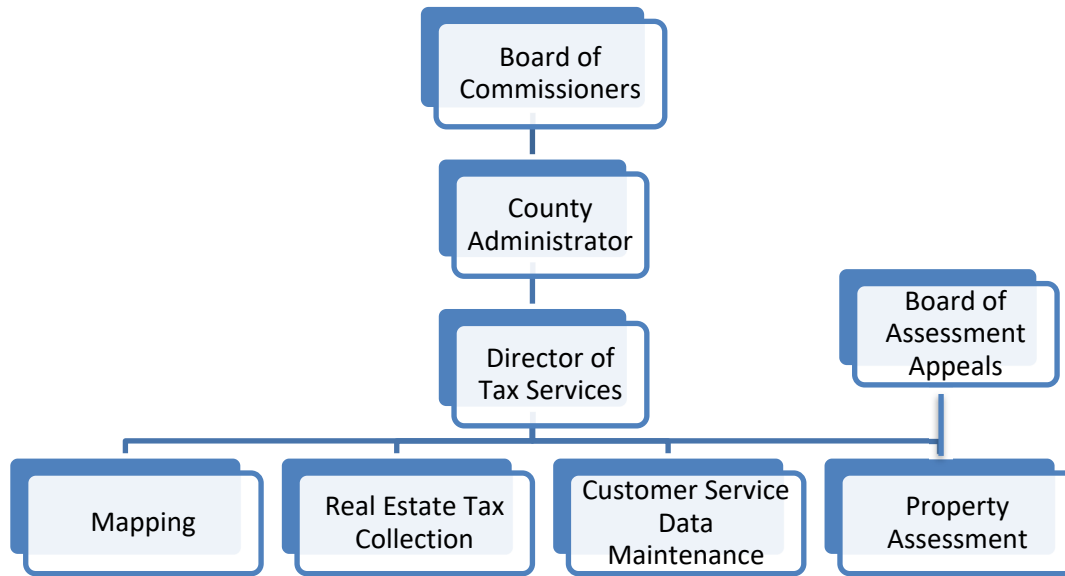 Board of
Commissioners
County
Administrator
Board of
Assessment
Appeals
Director of
Tax Services
Mapping
Real Estate Tax
Collection
Customer Service
Data
Maintenance
Property
Assessment